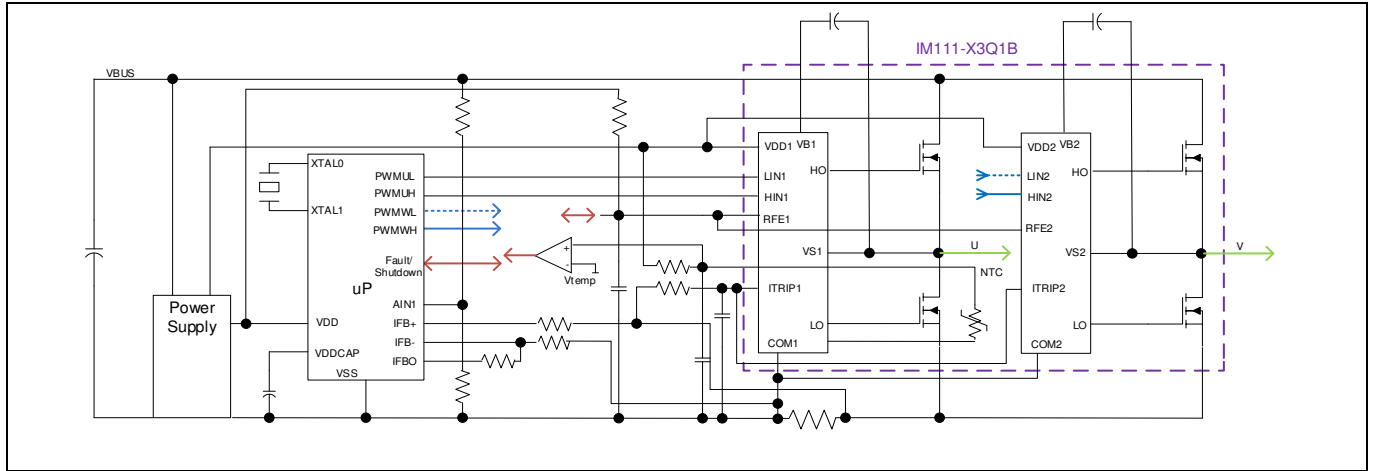 IM111-X3Q1B
VBUS
XTAL0
XTAL1
PWMUL
PWMUH
PWMWL
PWMWH
Fault/
Shutdown
uP
AIN1
IFB+
IFB-
IFBO
VDD
VDDCAP
VSS
Power
Supply
+
-
Vtemp
VDD1 VB1
HO
LIN1
HIN1
RFE1
VS1
ITRIP1
LO
COM1
U
NTC
VDD2 VB2
HO
LIN2
HIN2
RFE2
VS2
ITRIP2
LO
COM2
V